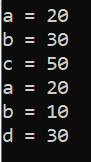 a = 20
b = 30
c = 50
a = 20
b = 10
d = 30